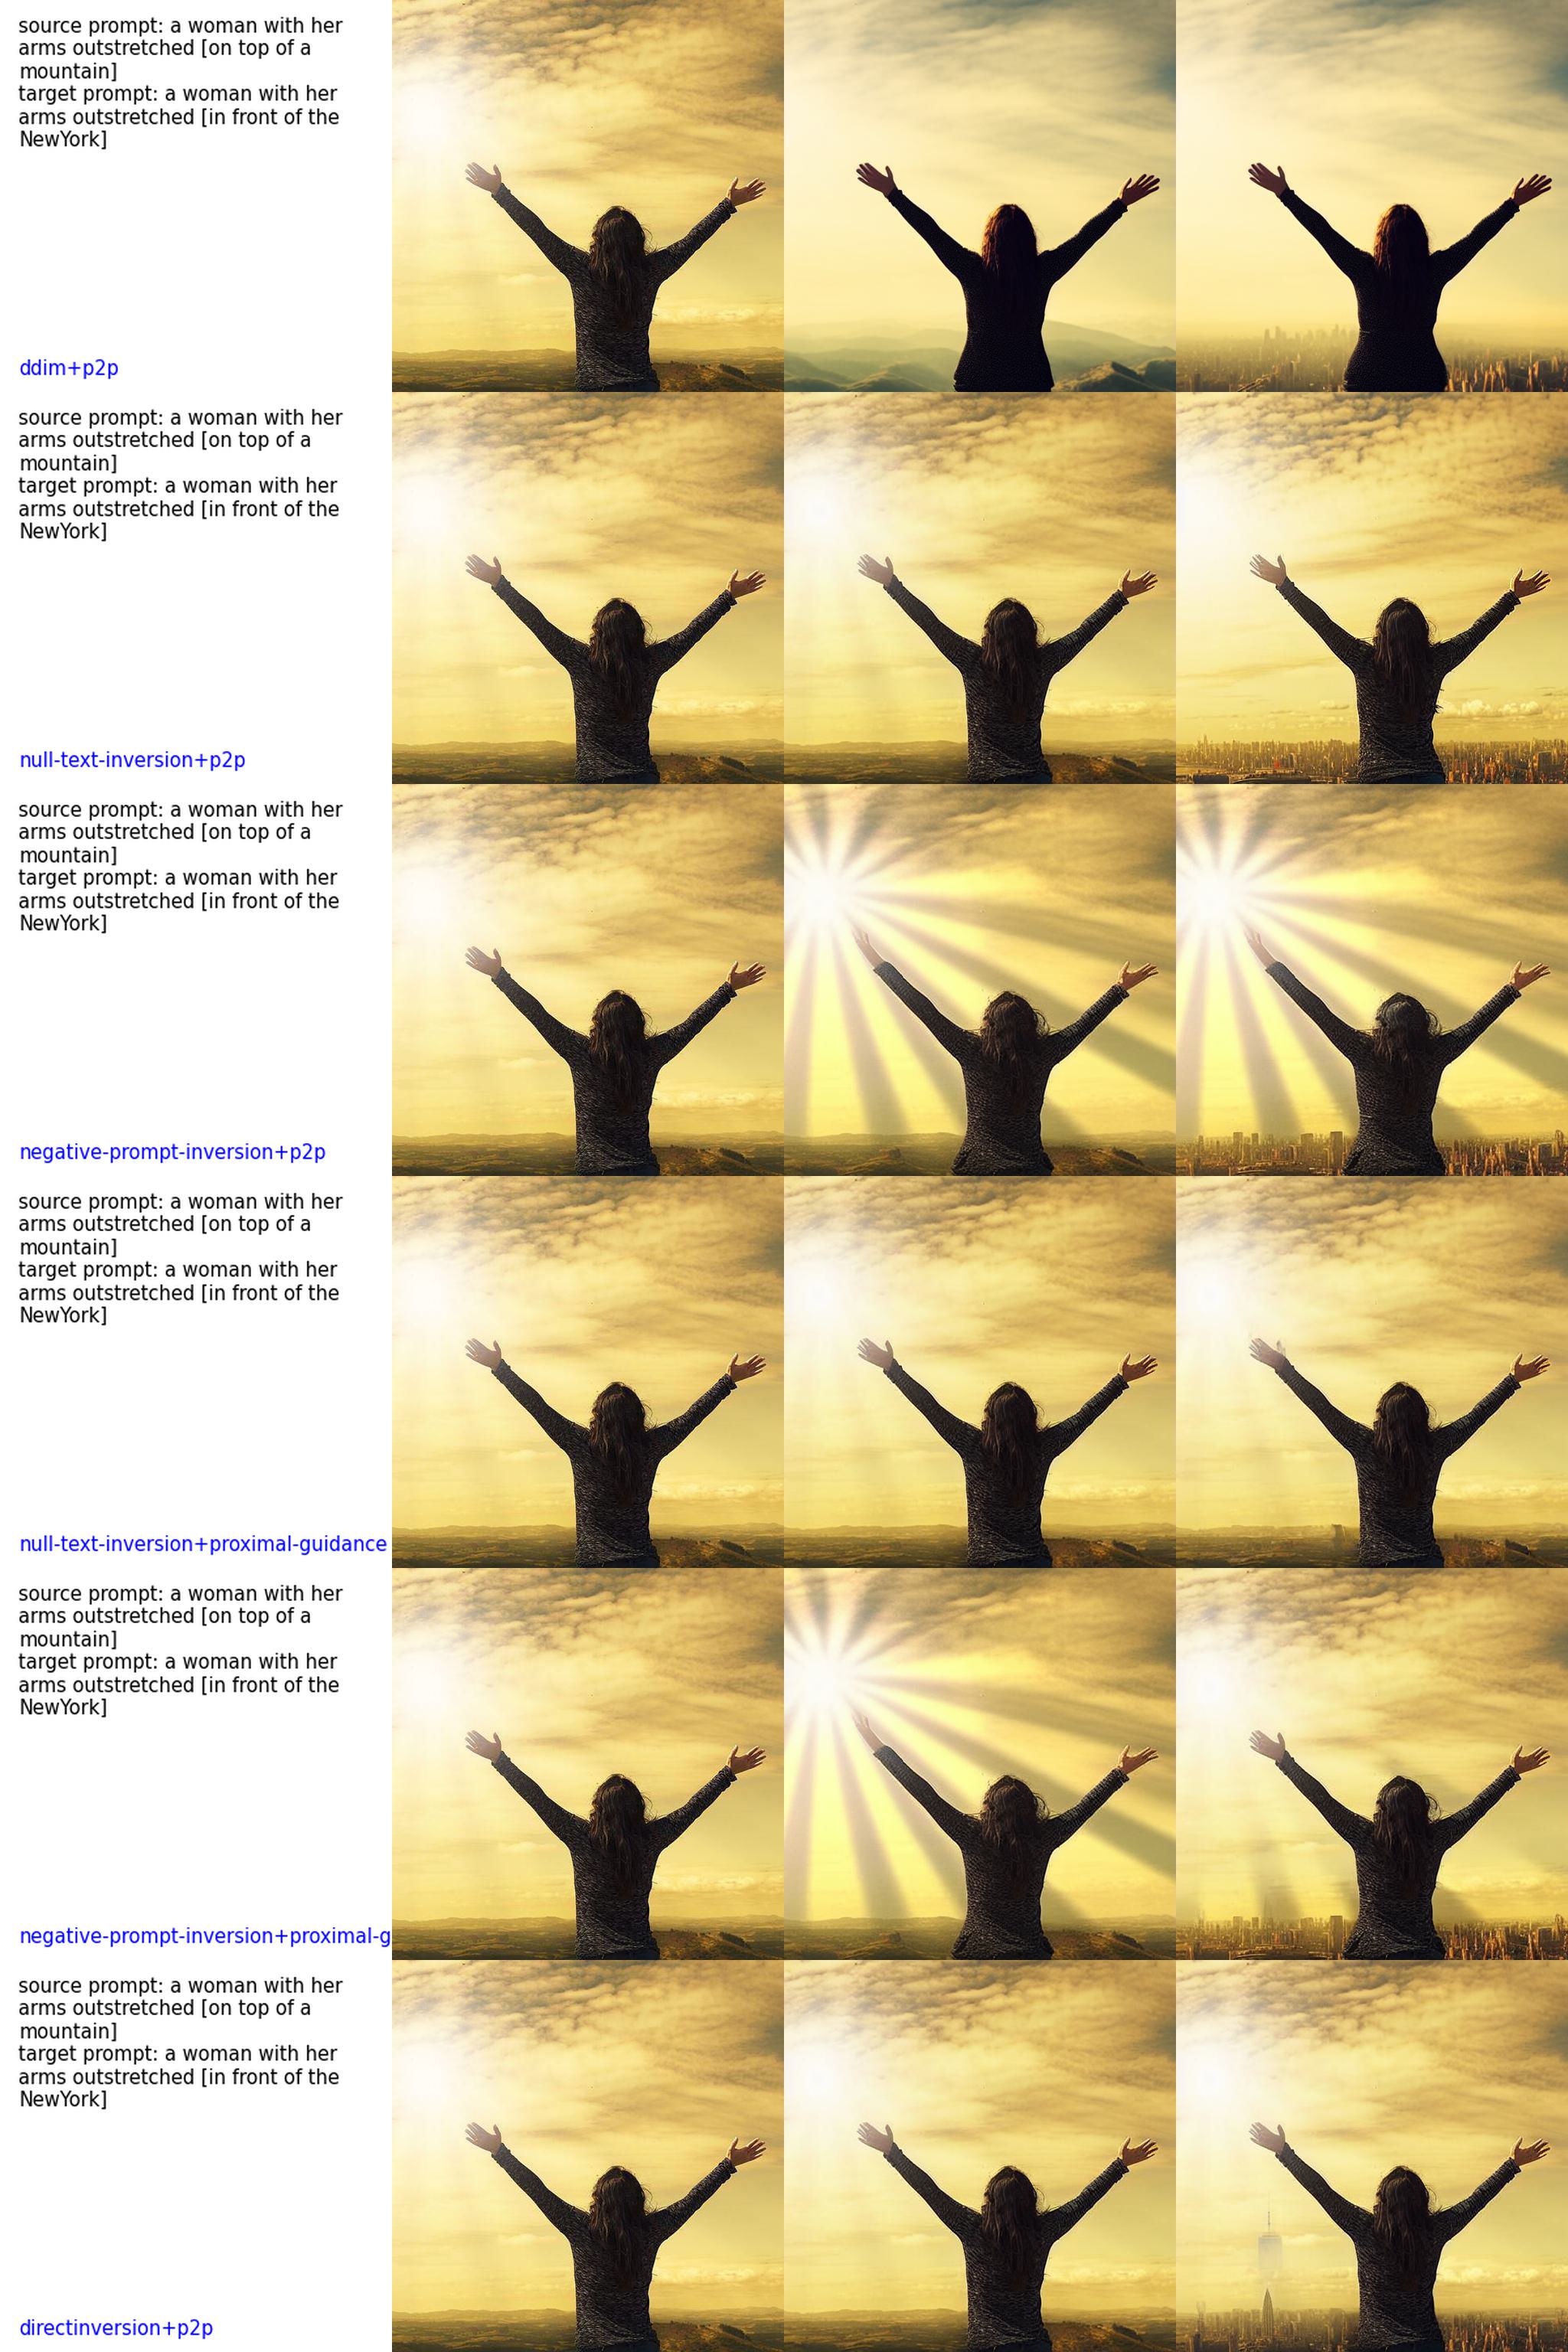 source prompt: a woman with her
arms outstretched [on top of a
mountain]
target prompt: a woman with her
arms outstretched [in front of the
NewYork]
ddim+p2p
source prompt: a woman with her
arms outstretched [on top of a
mountain]
target prompt: a woman with her
arms outstretched [in front of the
NewYork]
null-text-inversion+p2p
source prompt: a woman with her
arms outstretched [on top of a
mountain]
target prompt: a woman with her
arms outstretched [in front of the
NewYork]
negative-prompt-inversion+p2p
source prompt: a woman with her
arms outstretched [on top of a
mountain]
target prompt: a woman with her
arms outstretched [in front of the
NewYork]
null-text-inversion+proximal-guidance
source prompt: a woman with her
arms outstretched [on top of a
mountain]
target prompt: a woman with her
arms outstretched [in front of the
NewYork]
negative-prompt-inversion+proximal-g
source prompt: a woman with her
arms outstretched [on top of a
mountain]
target prompt: a woman with her
arms outstretched [in front of the
NewYork]
directinversion+p2p